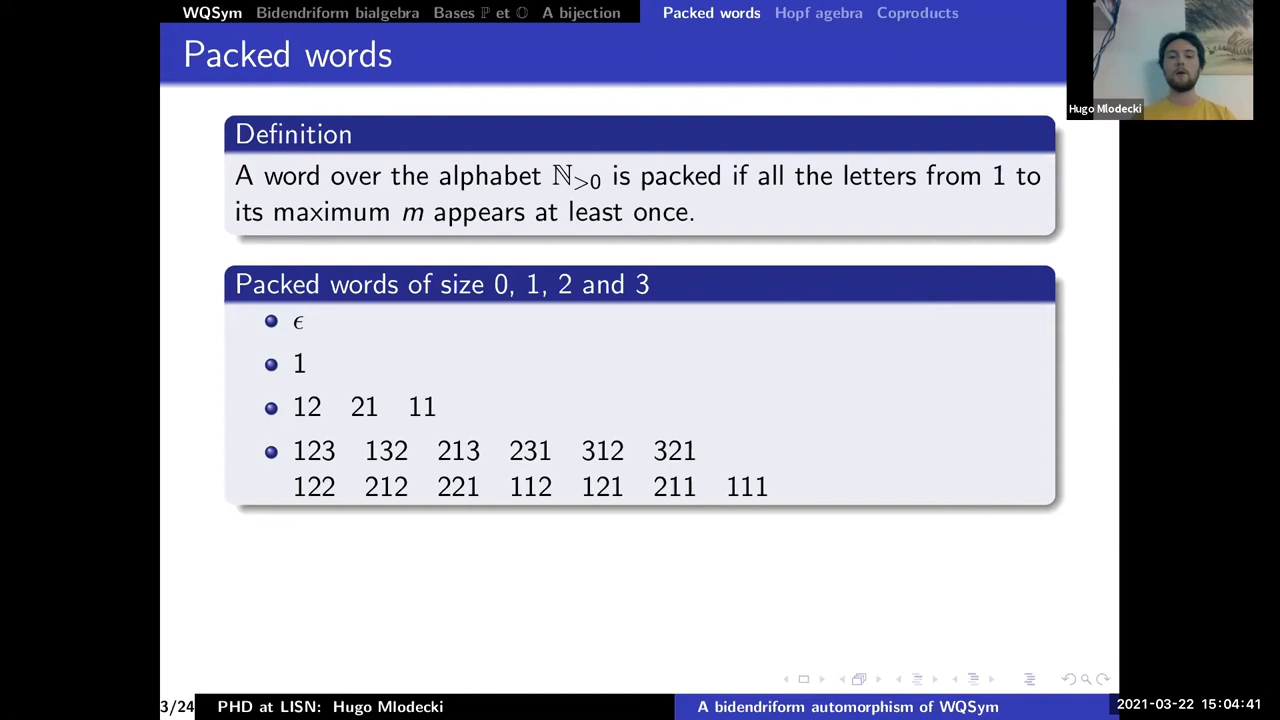 WQSym Bidendriform bialgebra Bases ℙ et 𝕆 A bijection Packed words Hopf agebra Coproducts
Packed words
Hugo Mlodecki
Definition
A word over the alphabet ℕ>0 is packed if all the letters from 1 to
its maximum m appears at least once.
Packed words of size 0, 1, 2 and 3
ϵ
1
12 21 11
123 132 213 231 312 321
122 212 221 112 121 211 111
3/24 PHD at LISN: Hugo Mlodecki A bidendriform automorphism of WQSym 2021-03-22 15:04:41